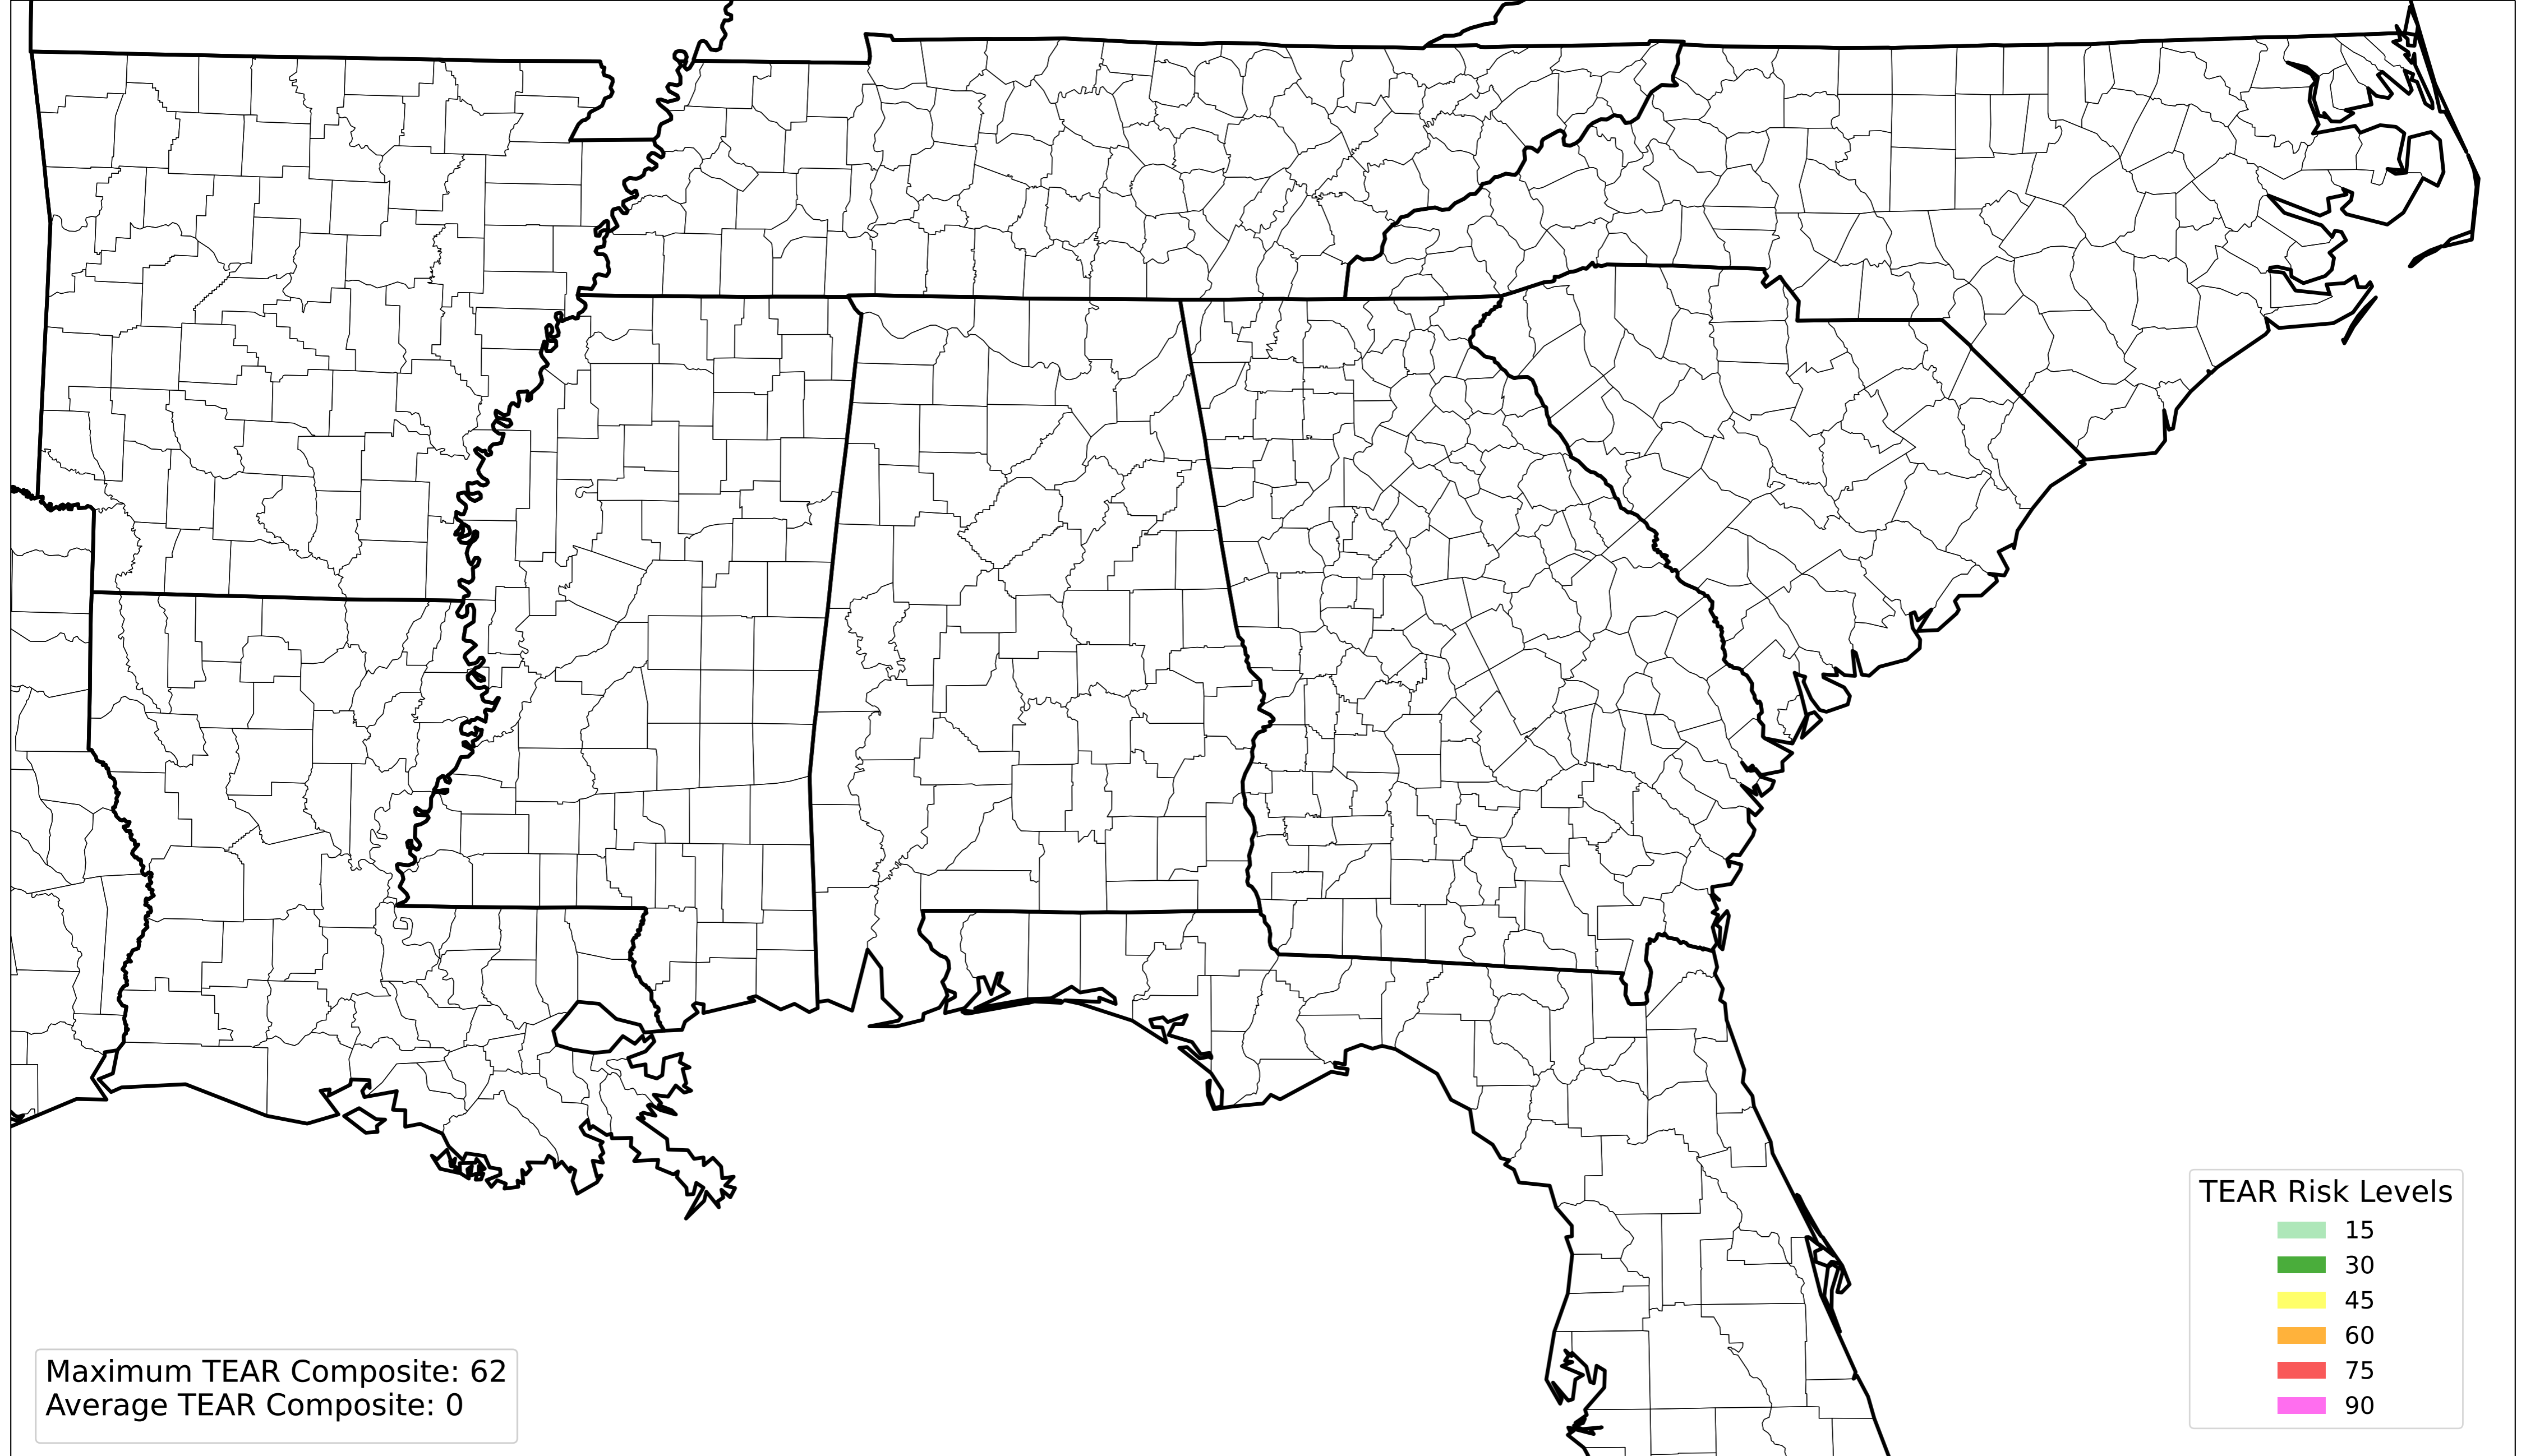 TEAR Risk Levels
15
30
45
60
75
90
Maximum TEAR Composite: 62
Average TEAR Composite: 0